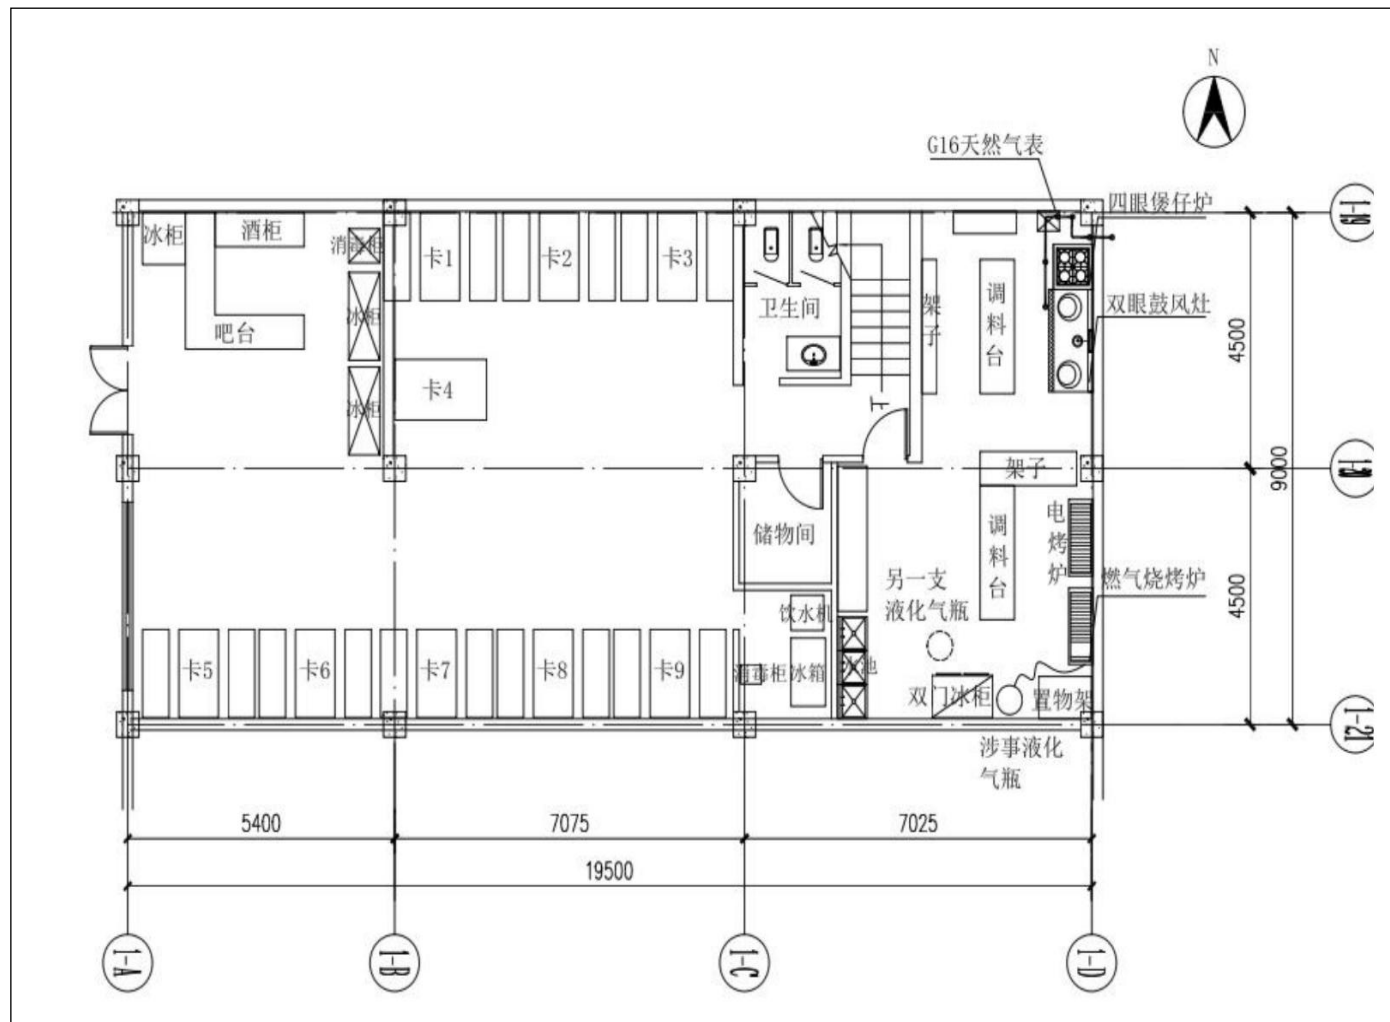 N
G16天然气表
四眼煲仔炉
1-19
冰柜
酒柜
消毒柜
卡1
卡2
卡3
卫生间
架子
调料台
双眼鼓风灶
冰柜
吧台
4500
卡4
冰柜
上
9000
架子
储物间
调料台
电烤炉
燃气烧烤炉
另一支
液化气瓶
4500
饮水机
卡5
卡6
卡7
卡8
卡9
消毒柜
冰箱
水池
双门冰柜
置物架
1-21
涉事液化
气瓶
5400
7075
7025
19500
1-A
1-B
1-C
1-D